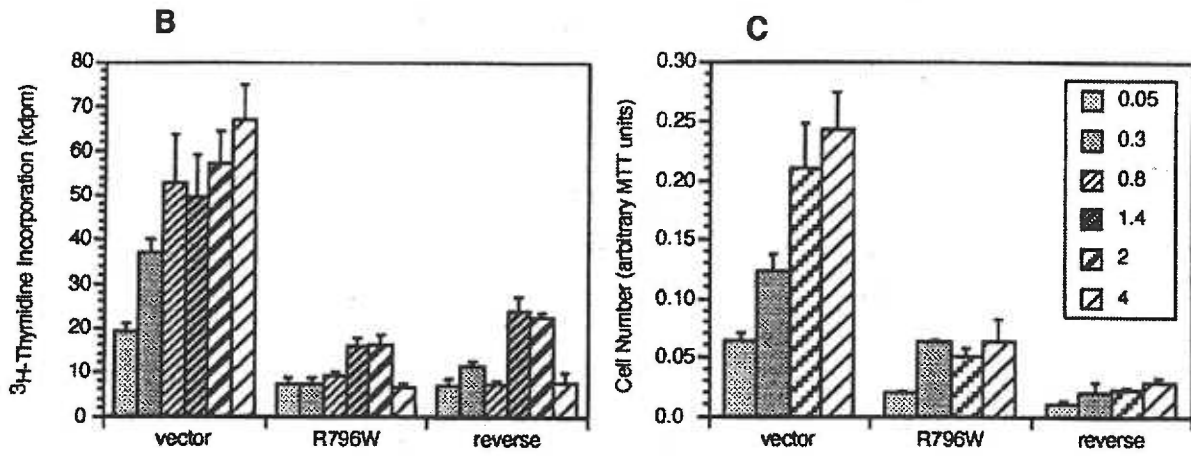 B
³H-Thymidine Incorporation (kdpm)
80
70
60
50
40
30
20
10
0
vector
R796W
reverse
C
Cell Number (arbitrary MTT units)
0.30
0.25
0.20
0.15
0.10
0.05
0.0
vector
R796W
reverse
0.05
0.3
0.8
1.4
2
4